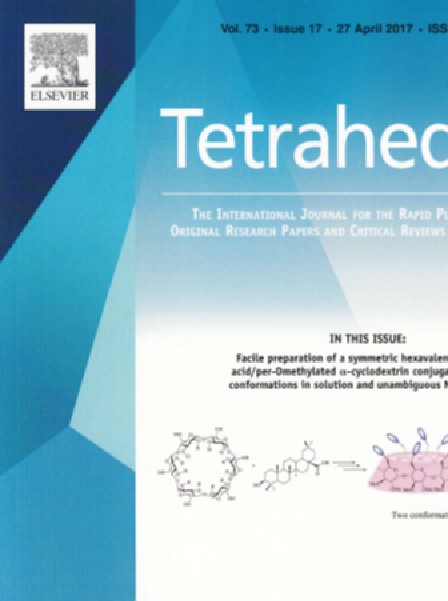 Vol. 73 • Issue 17 • 27 April 2017 • ISS
ELSEVIER
Tetrahed
THE INTERNATIONAL JOURNAL FOR THE RAPID PU
ORIGINAL RESEARCH PAPERS AND CRITICAL REVIEWS
IN THIS ISSUE:
Facile preparation of a symmetric hexavalen
acid/per-Omethylated α-cyclodextrin conjuga
conformations in solution and unambiguous N
Two conformat